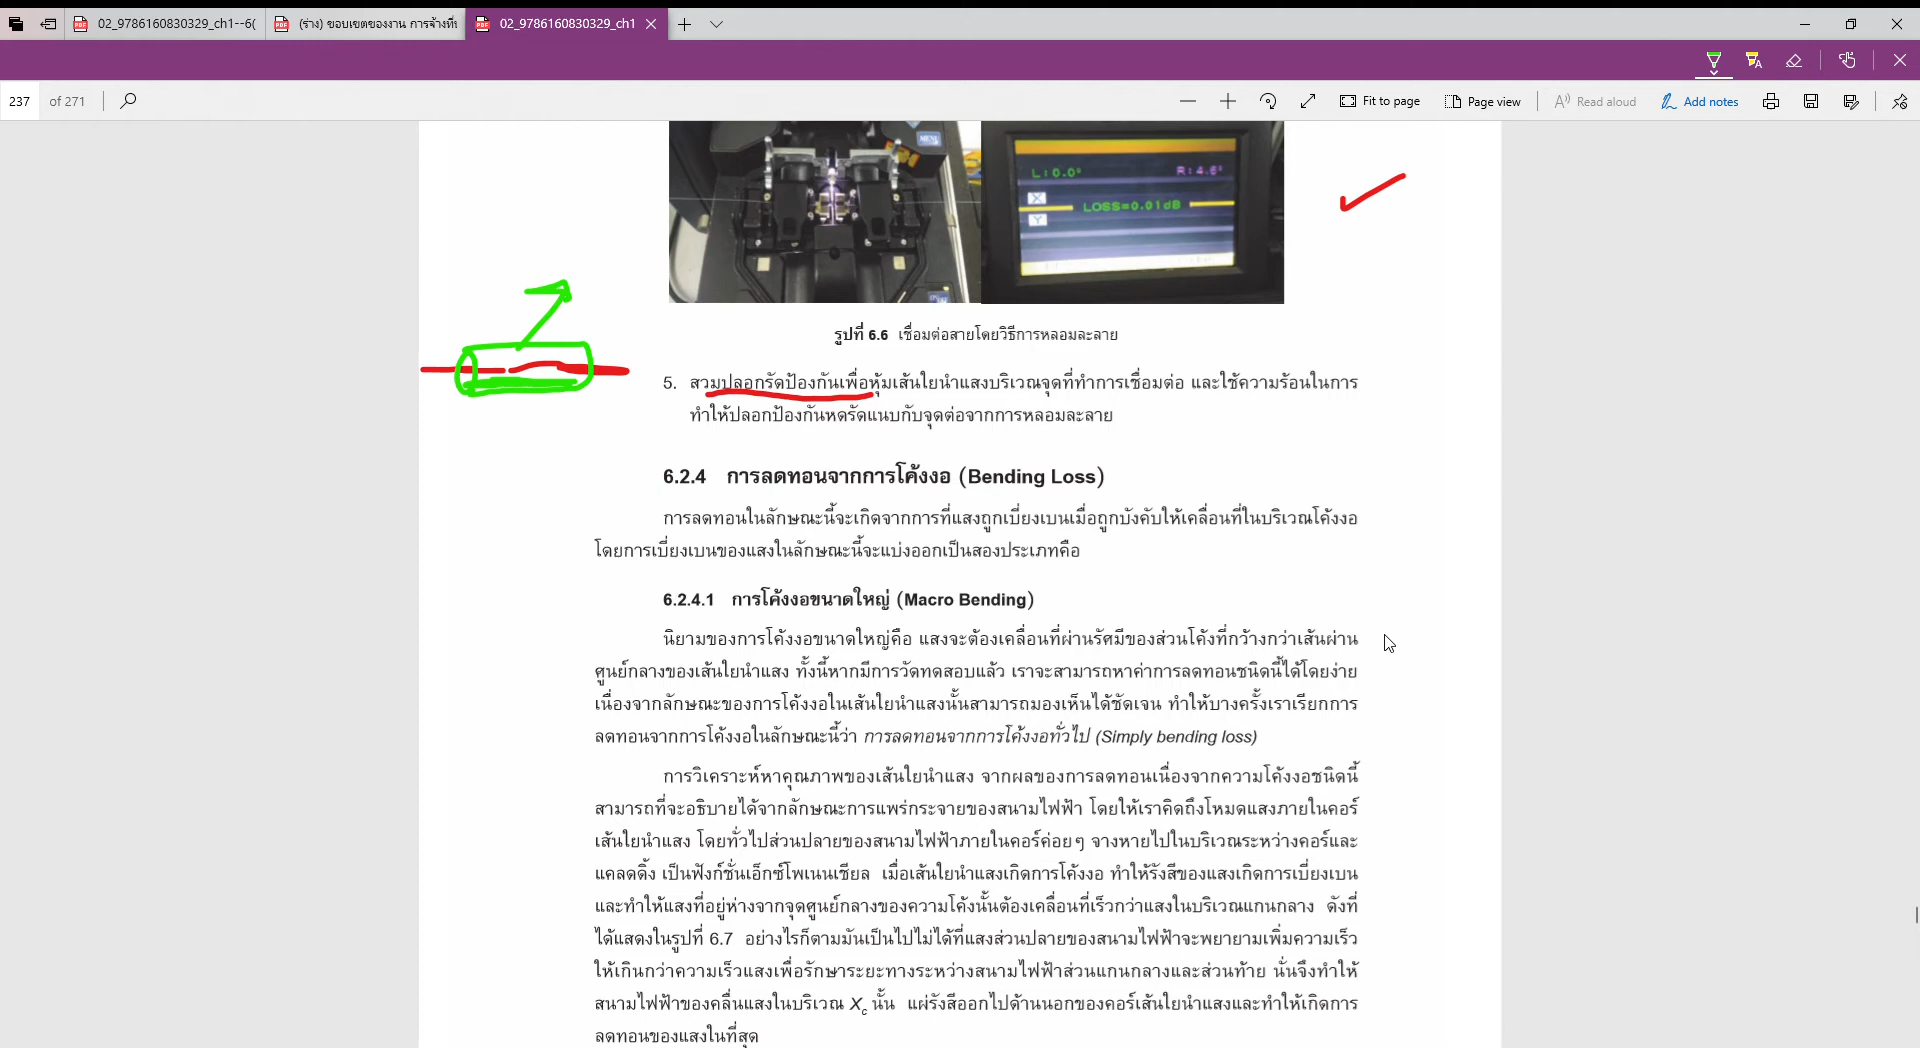 02_9786160830329_ch1--6(
(ร่าง) ขอบเขตของงาน การจ้างที่ป
02_9786160830329_ch1
237 of 271
Fit to page
Page view
Read aloud
Add notes
MENU
L:0.0° R:4.6°
X
LOSS=0.01dB
Y
รูปที่ 6.6 เชื่อมต่อสายโดยวิธีการหลอมละลาย
5. สวมปลอกรัดป้องกันเพื่อหุ้มเส้นใยนำแสงบริเวณจุดที่ทำการเชื่อมต่อ และใช้ความร้อนในการ
ทำให้ปลอกป้องกันหดรัดแนบกับจุดต่อจากการหลอมละลาย
6.2.4 การลดทอนจากการโค้งงอ (Bending Loss)
การลดทอนในลักษณะนี้จะเกิดจากการที่แสงถูกเบี่ยงเบนเมื่อถูกบังคับให้เคลื่อนที่ในบริเวณโค้งงอ
โดยการเบี่ยงเบนของแสงในลักษณะนี้จะแบ่งออกเป็นสองประเภทคือ
6.2.4.1 การโค้งงอขนาดใหญ่ (Macro Bending)
นิยามของการโค้งงอขนาดใหญ่คือ แสงจะต้องเคลื่อนที่ผ่านรัศมีของส่วนโค้งที่กว้างกว่าเส้นผ่าน
ศูนย์กลางของเส้นใยนำแสง ทั้งนี้หากมีการวัดทดสอบแล้ว เราจะสามารถหาค่าการลดทอนชนิดนี้ได้โดยง่าย
เนื่องจากลักษณะของการโค้งงอในเส้นใยนำแสงนั้นสามารถมองเห็นได้ชัดเจน ทำให้บางครั้งเราเรียกการ
ลดทอนจากการโค้งงอในลักษณะนี้ว่า การลดทอนจากการโค้งงอทั่วไป (Simply bending loss)
การวิเคราะห์หาคุณภาพของเส้นใยนำแสง จากผลของการลดทอนเนื่องจากความโค้งงอชนิดนี้
สามารถที่จะอธิบายได้จากลักษณะการแพร่กระจายของสนามไฟฟ้า โดยให้เราคิดถึงโหมดแสงภายในคอร์
เส้นใยนำแสง โดยทั่วไปส่วนปลายของสนามไฟฟ้าภายในคอร์ค่อยๆ จางหายไปในบริเวณระหว่างคอร์และ
แคลดดิ้ง เป็นฟังก์ชั่นเอ็กซ์โพเนนเชียล เมื่อเส้นใยนำแสงเกิดการโค้งงอ ทำให้รังสีของแสงเกิดการเบี่ยงเบน
และทำให้แสงที่อยู่ห่างจากจุดศูนย์กลางของความโค้งนั้นต้องเคลื่อนที่เร็วกว่าแสงในบริเวณแกนกลาง ดังที่
ได้แสดงในรูปที่ 6.7 อย่างไรก็ตามมันเป็นไปไม่ได้ที่แสงส่วนปลายของสนามไฟฟ้าจะพยายามเพิ่มความเร็ว
ให้เกินกว่าความเร็วแสงเพื่อรักษาระยะทางระหว่างสนามไฟฟ้าส่วนแกนกลางและส่วนท้าย นั่นจึงทำให้
สนามไฟฟ้าของคลื่นแสงในบริเวณ Xc นั้น แผ่รังสีออกไปด้านนอกของคอร์เส้นใยนำแสงและทำให้เกิดการ
ลดทอนของแสงในที่สุด